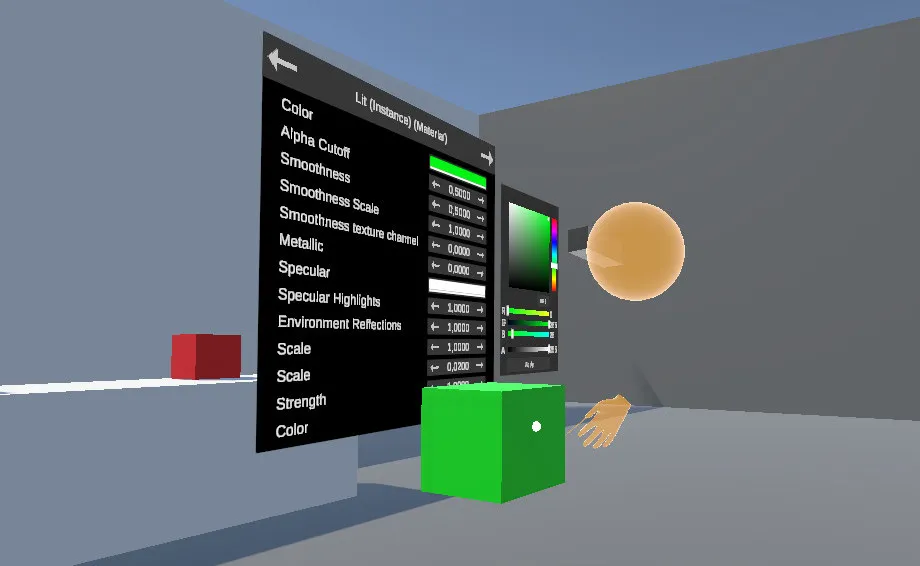 Lit (Instance) (Material)
Color
Alpha Cutoff
0,5000
Smoothness
0,5000
Smoothness Scale
1,0000
Smoothness texture channel
0,0000
Metallic
0,0000
Specular
Specular Highlights
1,0000
Environment Reflections
1,0000
Scale
1,0000
Scale
0,0200
Strength
Color
R
B
A